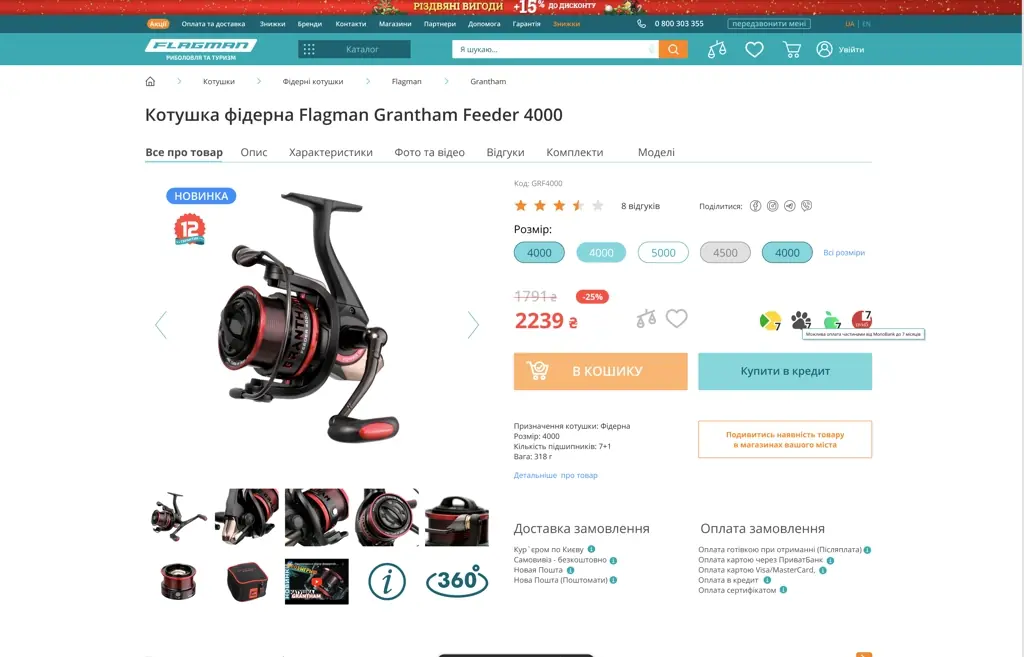 РІЗДВЯНІ ВИГОДИ +15% ДО ДИСКОНТУ
Акції Оплата та доставка Знижки Бренди Контакти Магазини Партнери Допомога Гарантія Знижки 0 800 303 355 передзвонити мені UA | EN
FLAGMAN
РИБОЛОВЛЯ ТА ТУРИЗМ
Каталог
Я шукаю...
Увійти
Котушки Фідерні котушки Flagman Grantham
Котушка фідерна Flagman Grantham Feeder 4000
Все про товар Опис Характеристики Фото та відео Відгуки Комплекти Моделі
НОВИНКА
12
GRANTH
Код: GRF4000
8 відгуків
Поділитися:
Розмір:
4000 4000 5000 4500 4000 Всі розміри
1791 ₴ -25%
2239 ₴
7 7 7 7
Можлива оплата частинами від MonoBank до 7 місяців
В КОШИКУ
Купити в кредит
Призначення котушки: Фідерна
Розмір: 4000
Кількість підшипників: 7+1
Вага: 318 г
Детальніше про товар
Подивитись наявність товару
в магазинах вашого міста
GRANTHAM
360°
Доставка замовлення
Кур`єром по Києву
Самовивіз - безкоштовно
Новая Пошта
Нова Пошта (Поштомати)
Оплата замовлення
Оплата готівкою при отриманні (Післяплата)
Оплата картою через ПриватБанк
Оплата картою Visa/MasterCard,
Оплата в кредит
Оплата сертифікатом